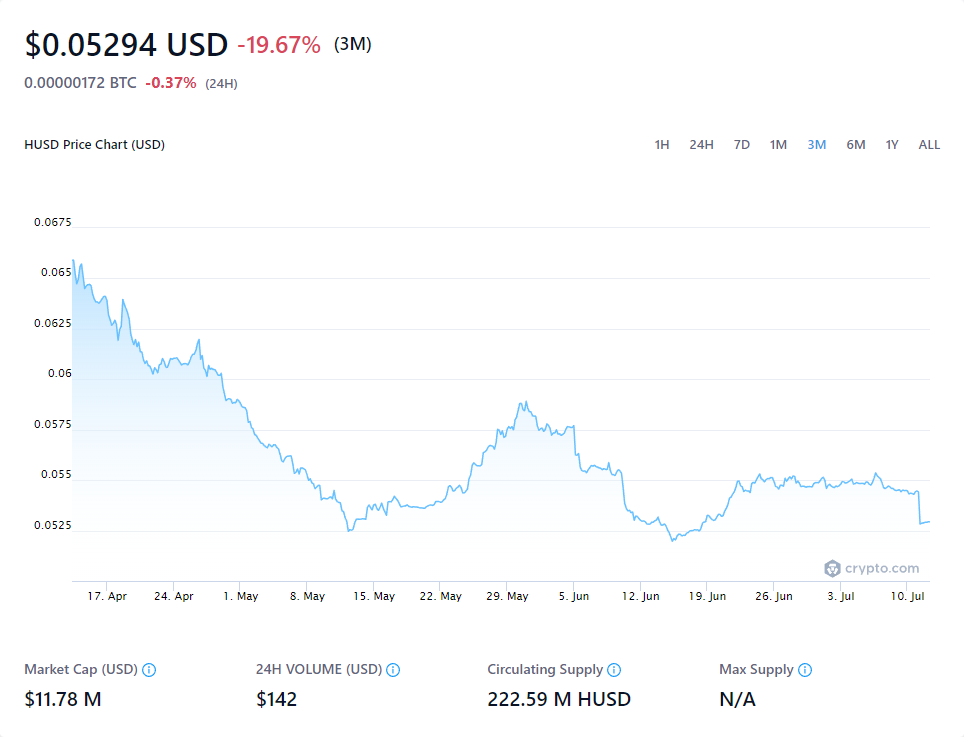 $0.05294 USD -19.67% (3M)
0.00000172 BTC -0.37% (24H)
HUSD Price Chart (USD) 1H 24H 7D 1M 3M 6M 1Y ALL
0.0675
0.065
0.0625
0.06
0.0575
0.055
0.0525
crypto.com
17. Apr 24. Apr 1. May 8. May 15. May 22. May 29. May 5. Jun 12. Jun 19. Jun 26. Jun 3. Jul 10. Jul
Market Cap (USD) 24H VOLUME (USD) Circulating Supply Max Supply
$11.78 M $142 222.59 M HUSD N/A